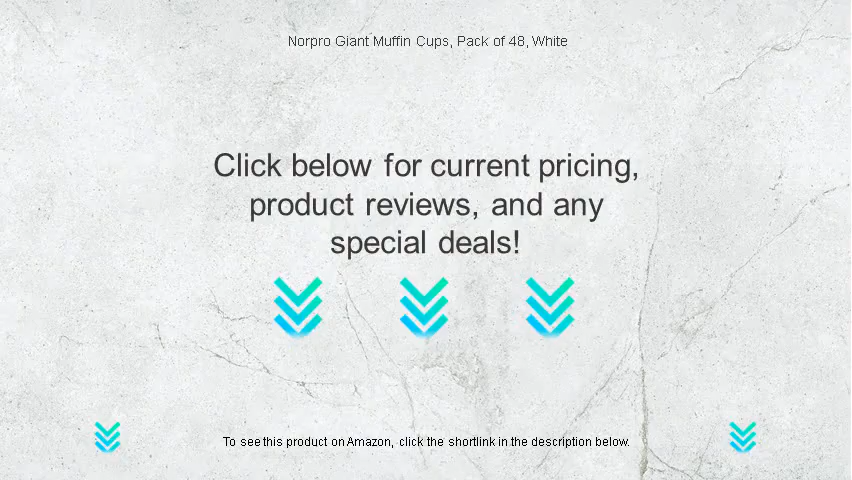 Norpro Giant Muffin Cups, Pack of 48, White
Click below for current pricing,
product reviews, and any
special deals!
To see this product on Amazon, click the shortlink in the description below.